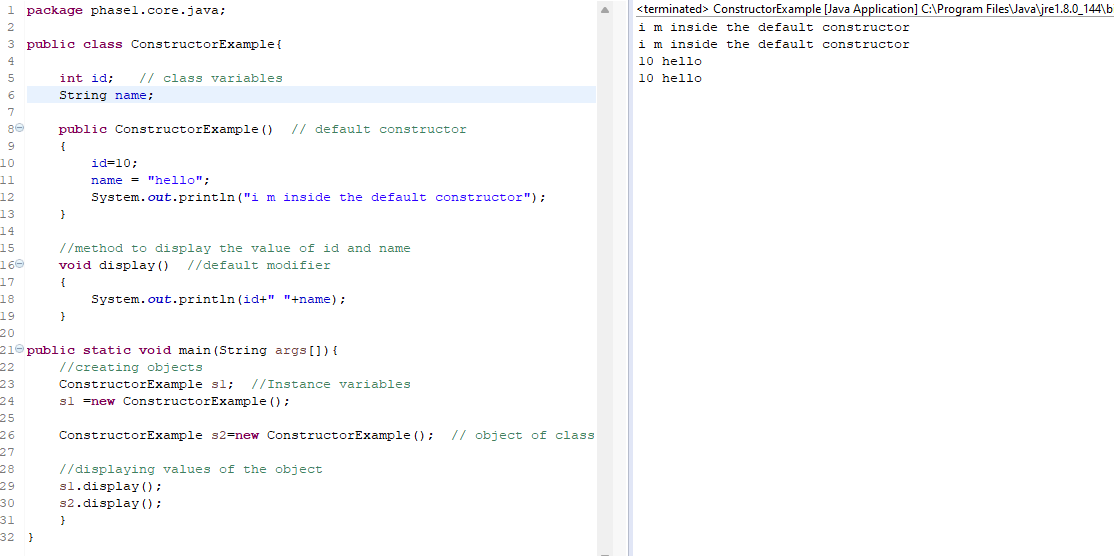 1 package phase1.core.java;
2
3 public class ConstructorExample{
4
5     int id;   // class variables
6     String name;
7
8     public ConstructorExample()  // default constructor
9     {
10         id=10;
11         name = "hello";
12         System.out.println("i m inside the default constructor");
13     }
14
15     //method to display the value of id and name
16     void display()  //default modifier
17     {
18         System.out.println(id+" "+name);
19     }
20
21 public static void main(String args[]){
22     //creating objects
23     ConstructorExample s1;  //Instance variables
24     s1 =new ConstructorExample();
25
26     ConstructorExample s2=new ConstructorExample();  // object of class
27
28     //displaying values of the object
29     s1.display();
30     s2.display();
31     }
32 }
<terminated> ConstructorExample [Java Application] C:\Program Files\Java\jre1.8.0_144\b
i m inside the default constructor
i m inside the default constructor
10 hello
10 hello